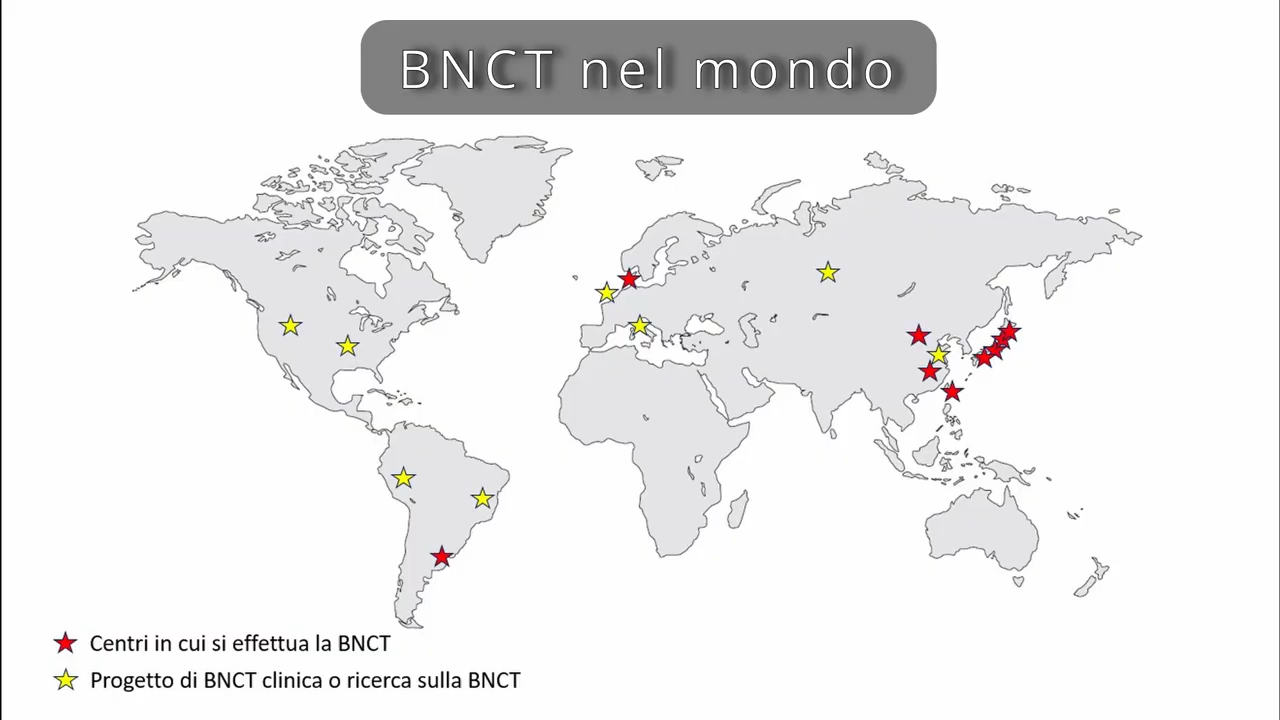 BNCT nel mondo
Centri in cui si effettua la BNCT
Progetto di BNCT clinica o ricerca sulla BNCT